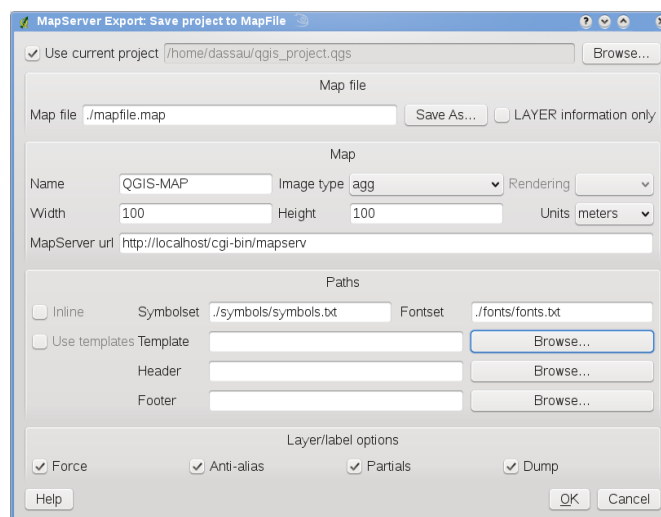 MapServer Export: Save project to MapFile
Use current project /home/dassau/qgis_project.qgs Browse...
Map file
Map file ./mapfile.map Save As... LAYER information only
Map
Name QGIS-MAP Image type agg Rendering
Width 100 Height 100 Units meters
MapServer url http://localhost/cgi-bin/mapserv
Paths
Inline Symbolset ./symbols/symbols.txt Fontset ./fonts/fonts.txt
Use templates Template Browse...
Header Browse...
Footer Browse...
Layer/label options
Force Anti-alias Partials Dump
Help OK Cancel